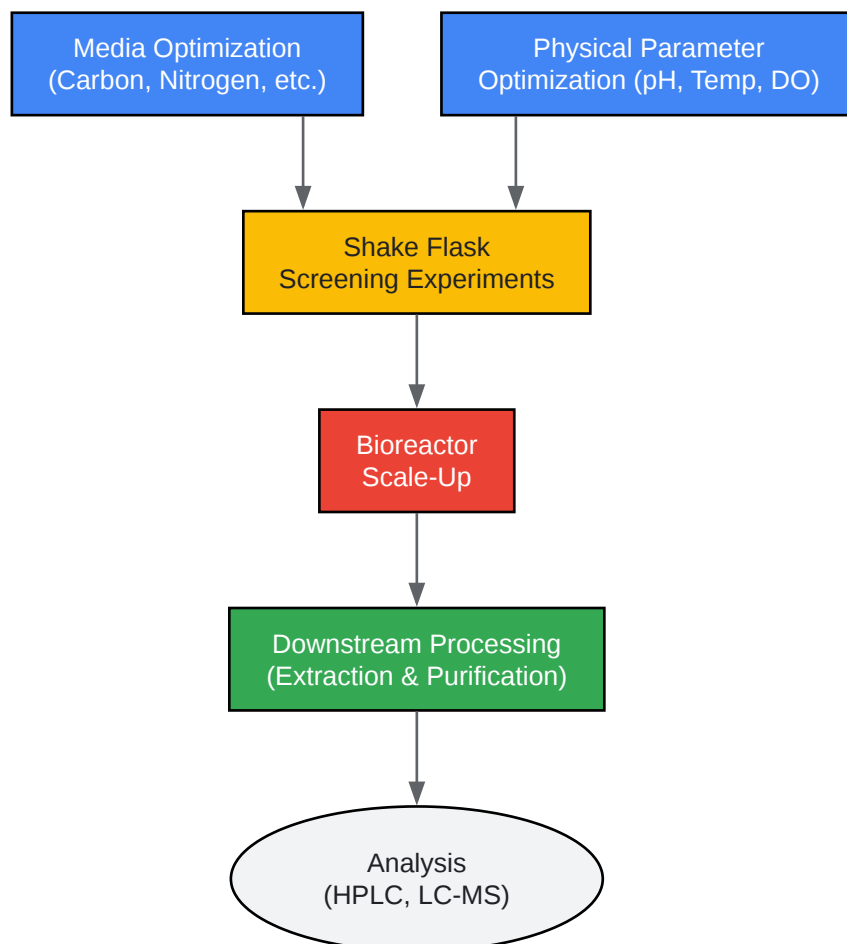 Media Optimization
(Carbon, Nitrogen, etc.)
Physical Parameter
Optimization (pH, Temp, DO)
Shake Flask
Screening Experiments
Bioreactor
Scale-Up
Downstream Processing
(Extraction & Purification)
Analysis
(HPLC, LC-MS)